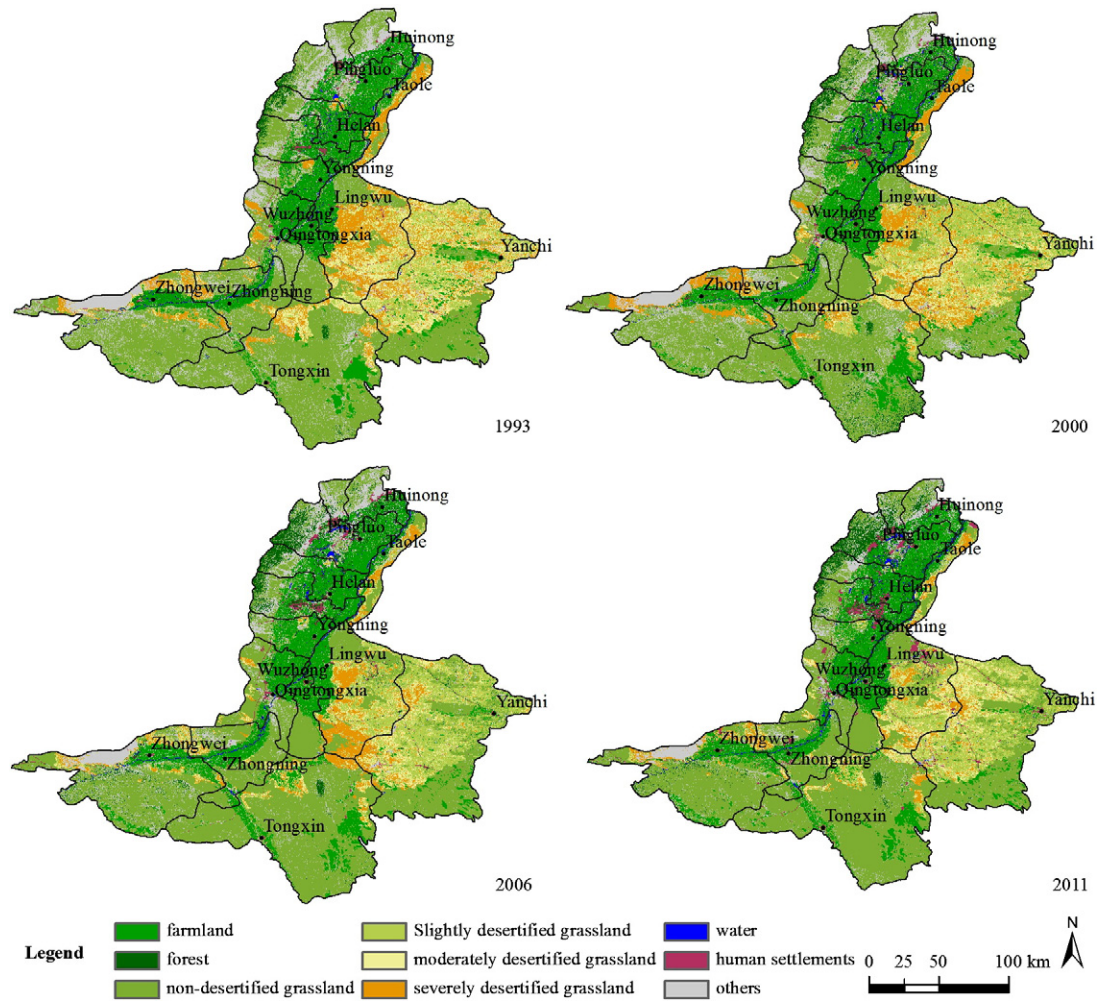 Huinong
Pingluo
Taole
Helan
Yongning
Lingwu
Wuzhong
Qingtongxia
Yanchi
Zhongwei
Zhongning
Tongxin
1993
Huinong
Pingluo
Taole
Helan
Yongning
Lingwu
Wuzhong
Qingtongxia
Yanchi
Zhongwei
Zhongning
Tongxin
2000
Huinong
Pingluo
Taole
Helan
Yongning
Lingwu
Wuzhong
Qingtongxia
Yanchi
Zhongwei
Zhongning
Tongxin
2006
Huinong
Pingluo
Taole
Helan
Yongning
Lingwu
Wuzhong
Qingtongxia
Yanchi
Zhongwei
Zhongning
Tongxin
2011
Legend
farmland
forest
non-desertified grassland
Slightly desertified grassland
moderately desertified grassland
severely desertified grassland
water
human settlements
others
N
0 25 50 100 km